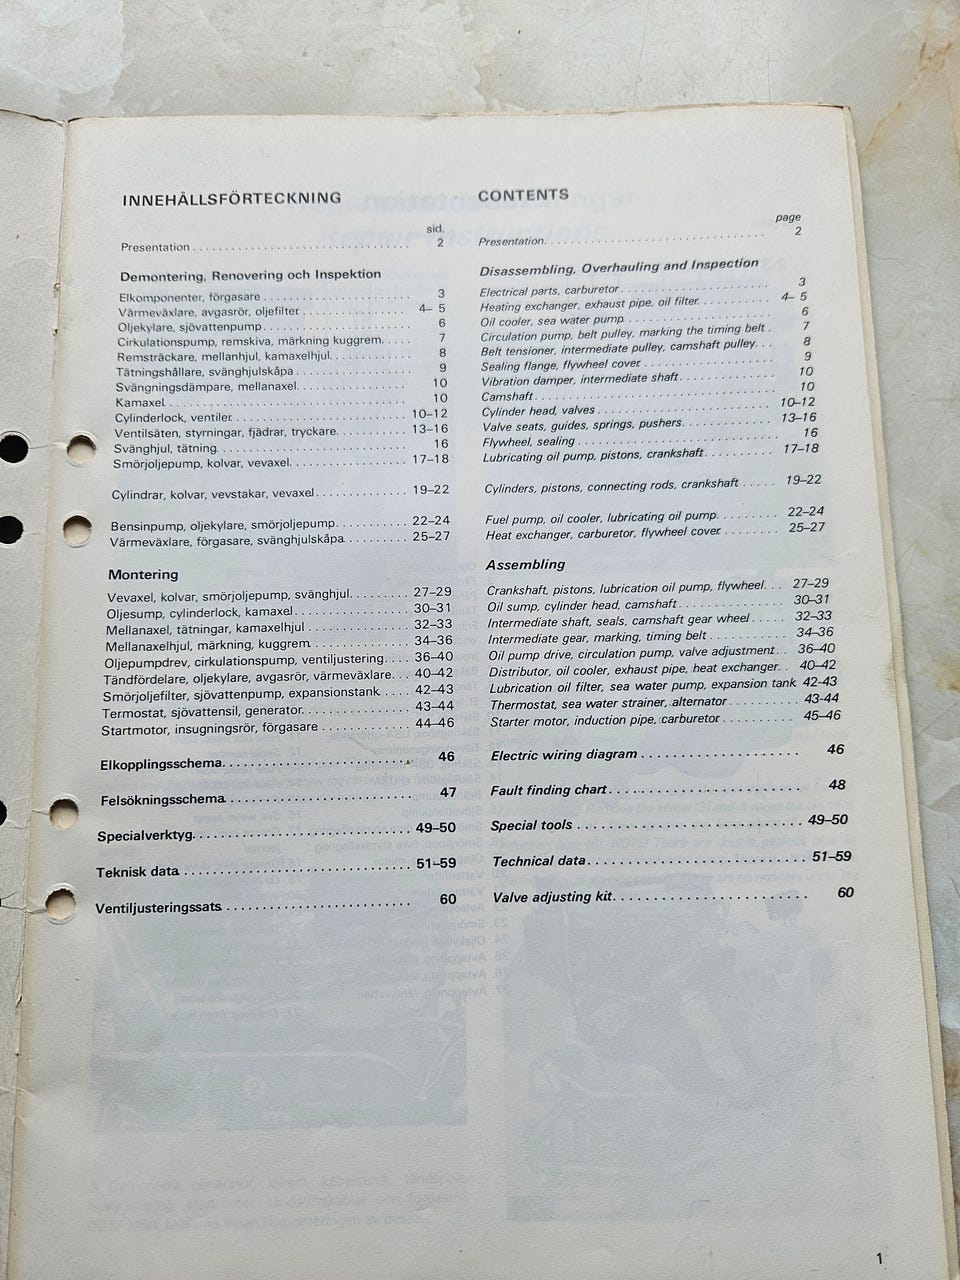 INNEHÅLLSFÖRTECKNING
sid.
Presentation . . . . . . . . . . 2
Demontering, Renovering och Inspektion
Elkomponenter, förgasare . . . . . . . . . . 3
Värmeväxlare, avgasrör, oljefilter . . . . . . . . . . 4– 5
Oljekylare, sjövattenpump . . . . . . . . . . 6
Cirkulationspump, remskiva, märkning kuggrem. . . . . 7
Remsträckare, mellanhjul, kamaxelhjul. . . . . . . . . . 8
Tätningshållare, svänghjulskåpa . . . . . . . . . . 9
Svängningsdämpare, mellanaxel. . . . . . . . . . 10
Kamaxel. . . . . . . . . . 10
Cylinderlock, ventiler. . . . . . . . . . 10–12
Ventilsäten, styrningar, fjädrar, tryckare. . . . . . . . . . 13–16
Svänghjul, tätning. . . . . . . . . . 16
Smörjoljepump, kolvar, vevaxel. . . . . . . . . . 17–18
Cylindrar, kolvar, vevstakar, vevaxel . . . . . . . . . . 19–22
Bensinpump, oljekylare, smörjoljepump. . . . . . . . . . 22–24
Värmeväxlare, förgasare, svänghjulskåpa . . . . . . . . . . 25–27
Montering
Vevaxel, kolvar, smörjoljepump, svänghjul. . . . . . . . . . 27–29
Oljesump, cylinderlock, kamaxel . . . . . . . . . . 30–31
Mellanaxel, tätningar, kamaxelhjul . . . . . . . . . . 32–33
Mellanaxelhjul, märkning, kuggrem . . . . . . . . . . 34–36
Oljepumpdrev, cirkulationspump, ventiljustering. . . . 36–40
Tändfördelare, oljekylare, avgasrör, värmeväxlare. . . 40–42
Smörjoljefilter, sjövattenpump, expansionstank . . . . . 42–43
Termostat, sjövattensil, generator. . . . . . . . . . 43–44
Startmotor, insugningsrör, förgasare . . . . . . . . . . 44–46
Elkopplingsschema. . . . . . . . . . 46
Felsökningsschema. . . . . . . . . . 47
Specialverktyg. . . . . . . . . . 49–50
Teknisk data. . . . . . . . . . 51–59
Ventiljusteringssats . . . . . . . . . . 60
CONTENTS
page
Presentation. . . . . . . . . . 2
Disassembling, Overhauling and Inspection
Electrical parts, carburetor . . . . . . . . . . 3
Heating exchanger, exhaust pipe, oil filter. . . . . . . . . . 4– 5
Oil cooler, sea water pump. . . . . . . . . . 6
Circulation pump, belt pulley, marking the timing belt . 7
Belt tensioner, intermediate pulley, camshaft pulley. . . 8
Sealing flange, flywheel cover. . . . . . . . . . 9
Vibration damper, intermediate shaft. . . . . . . . . . 10
Camshaft. . . . . . . . . . 10
Cylinder head, valves . . . . . . . . . . 10–12
Valve seats, guides, springs, pushers. . . . . . . . . . 13–16
Flywheel, sealing . . . . . . . . . . 16
Lubricating oil pump, pistons, crankshaft. . . . . . . . . . 17–18
Cylinders, pistons, connecting rods, crankshaft . . . . . 19–22
Fuel pump, oil cooler, lubricating oil pump. . . . . . . . . . 22–24
Heat exchanger, carburetor, flywheel cover. . . . . . . . . . 25–27
Assembling
Crankshaft, pistons, lubrication oil pump, flywheel. . . 27–29
Oil sump, cylinder head, camshaft . . . . . . . . . . 30–31
Intermediate shaft, seals, camshaft gear wheel . . . . . 32–33
Intermediate gear, marking, timing belt . . . . . . . . . . 34–36
Oil pump drive, circulation pump, valve adjustment . . 36–40
Distributor, oil cooler, exhaust pipe, heat exchanger. . 40–42
Lubrication oil filter, sea water pump, expansion tank 42-43
Thermostat, sea water strainer, alternator . . . . . . . . . . 43-44
Starter motor, induction pipe, carburetor . . . . . . . . . . 45–46
Electric wiring diagram . . . . . . . . . . 46
Fault finding chart . . . . . . . . . . 48
Special tools . . . . . . . . . . 49–50
Technical data. . . . . . . . . . 51–59
Valve adjusting kit. . . . . . . . . . 60
1